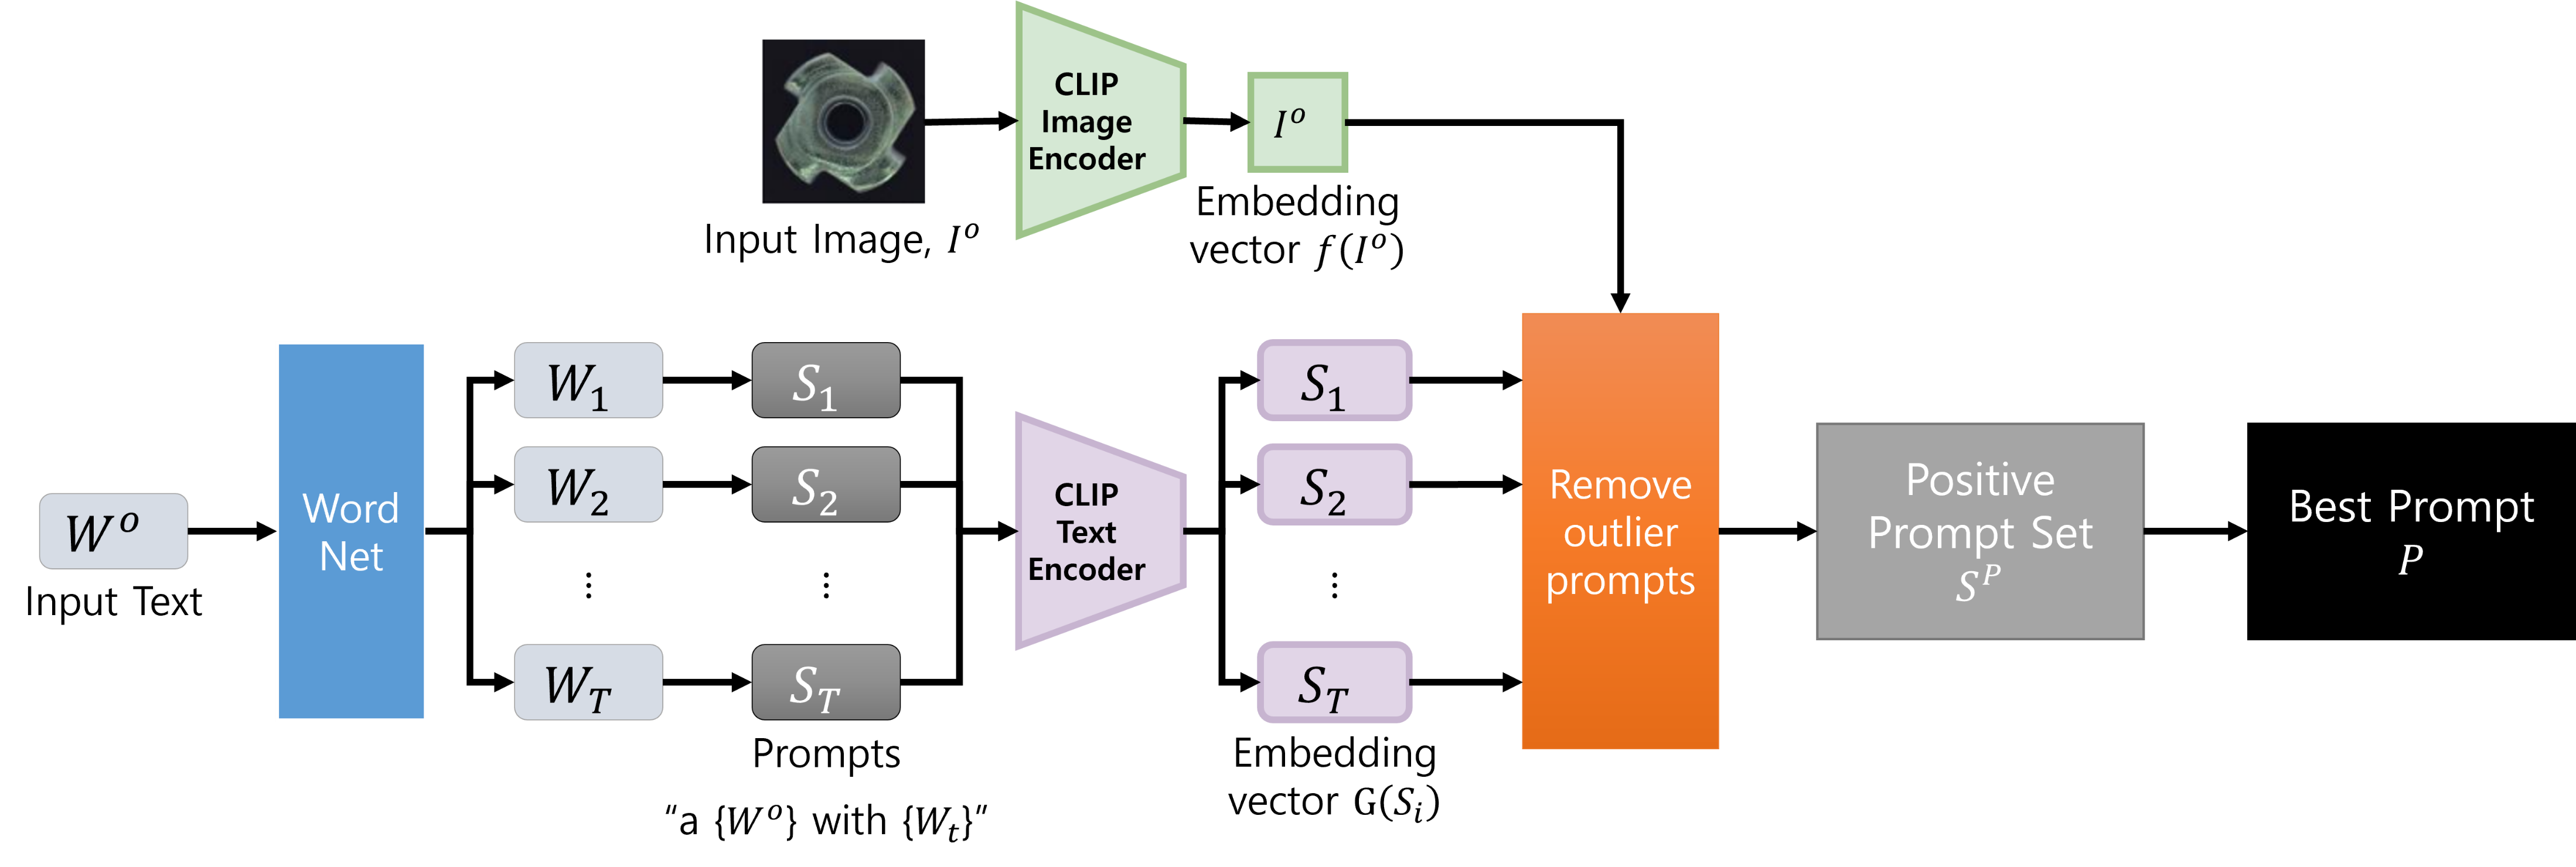 CLIP
Image
Encoder
I^o
Input Image, I^o
Embedding
vector f(I^o)
W^o
Input Text
Word
Net
W_1
W_2
⋮
W_T
S_1
S_2
⋮
S_T
Prompts
“a {W^o} with {W_t}”
CLIP
Text
Encoder
S_1
S_2
⋮
S_T
Embedding
vector G(S_i)
Remove
outlier
prompts
Positive
Prompt Set
S^P
Best Prompt
P